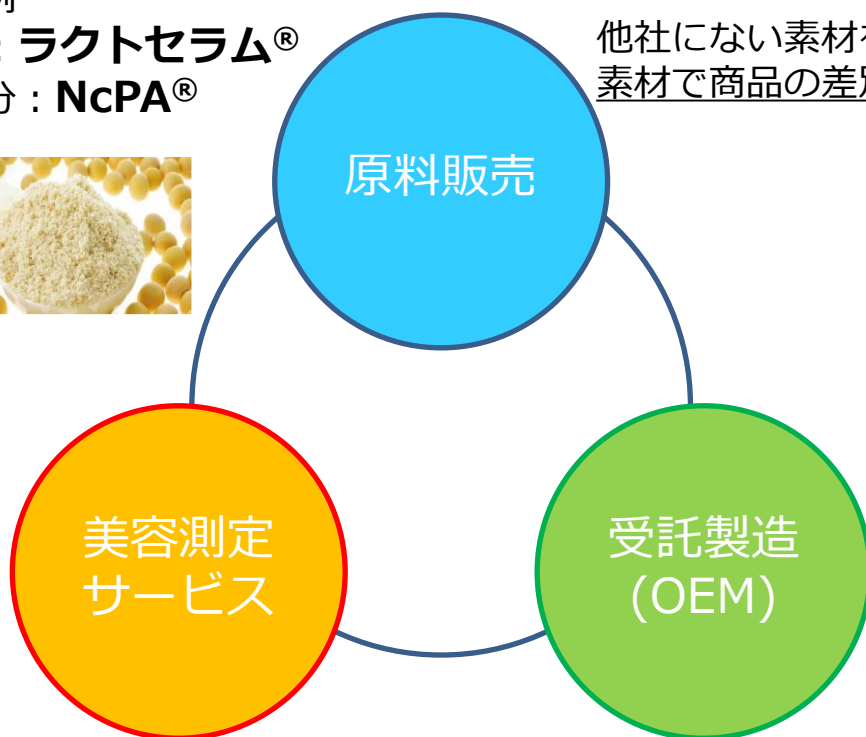 ：ラクトセラム®
分：NcPA®
他社にない素材
素材で商品の差
原料販売
美容測定
サービス
受託製造
(OEM)